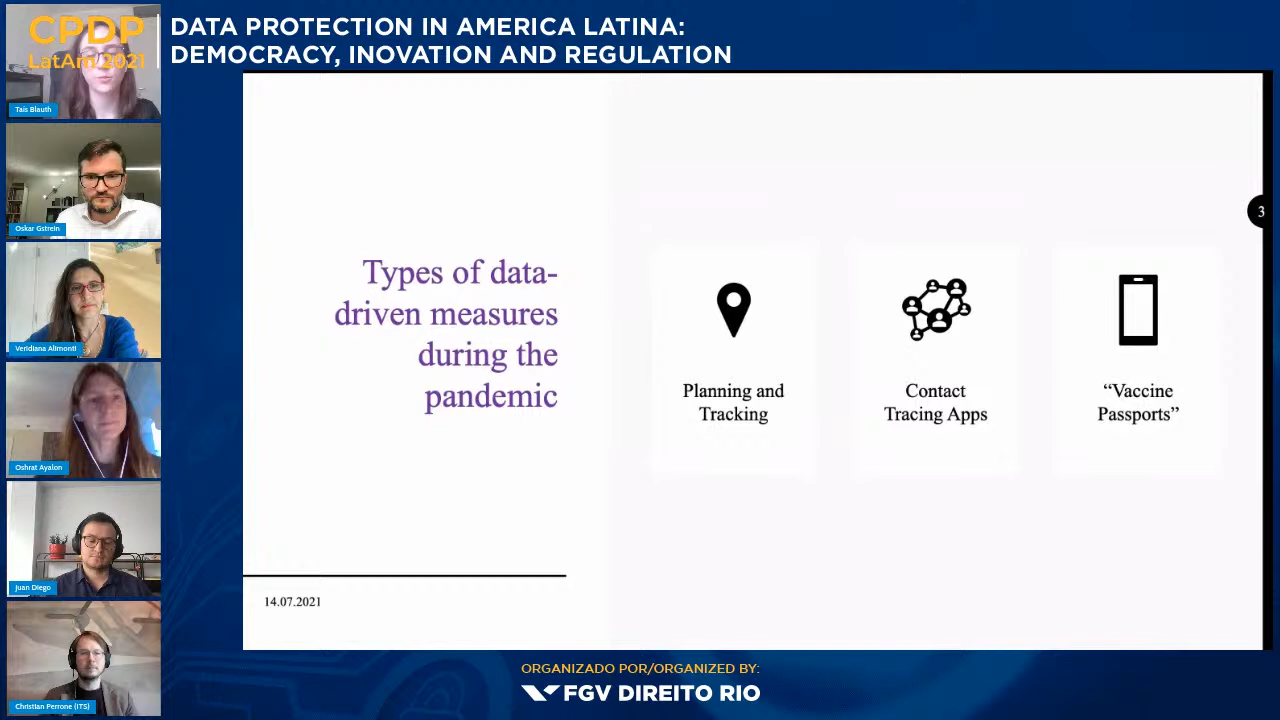 CPDP
LatAm 2021
DATA PROTECTION IN AMERICA LATINA:
DEMOCRACY, INOVATION AND REGULATION
Taís Blauth
Oskar Gstrein
Veridiana Alimonti
Oshrat Ayalon
Juan Diego
Christian Perrone (ITS)
Types of data-
driven measures
during the
pandemic
14.07.2021
3
Planning and
Tracking
Contact
Tracing Apps
“Vaccine
Passports”
ORGANIZADO POR/ORGANIZED BY:
FGV DIREITO RIO